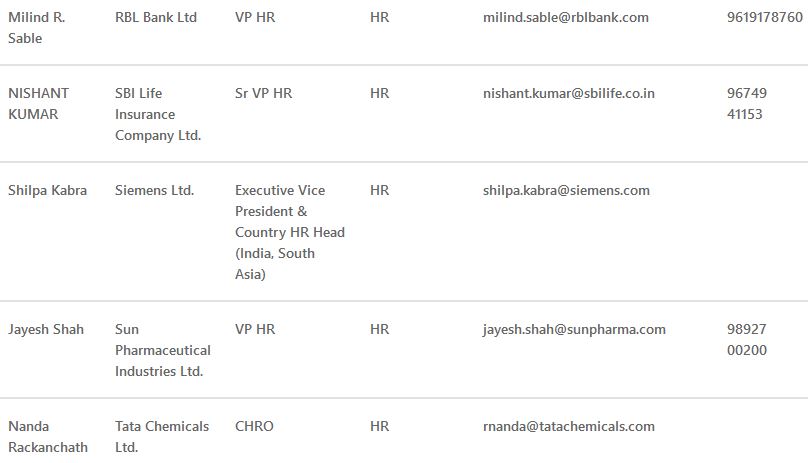 Milind R. RBL Bank Ltd VP HR HR milind.sable@rblbank.com 9619178760
Sable
NISHANT SBI Life Sr VP HR HR nishant.kumar@sbilife.co.in 96749
KUMAR Insurance 41153
Company Ltd.
Shilpa Kabra Siemens Ltd. Executive Vice HR shilpa.kabra@siemens.com
President &
Country HR Head
(India, South
Asia)
Jayesh Shah Sun VP HR HR jayesh.shah@sunpharma.com 98927
Pharmaceutical 00200
Industries Ltd.
Nanda Tata Chemicals CHRO HR rnanda@tatachemicals.com
Rackanchath Ltd.